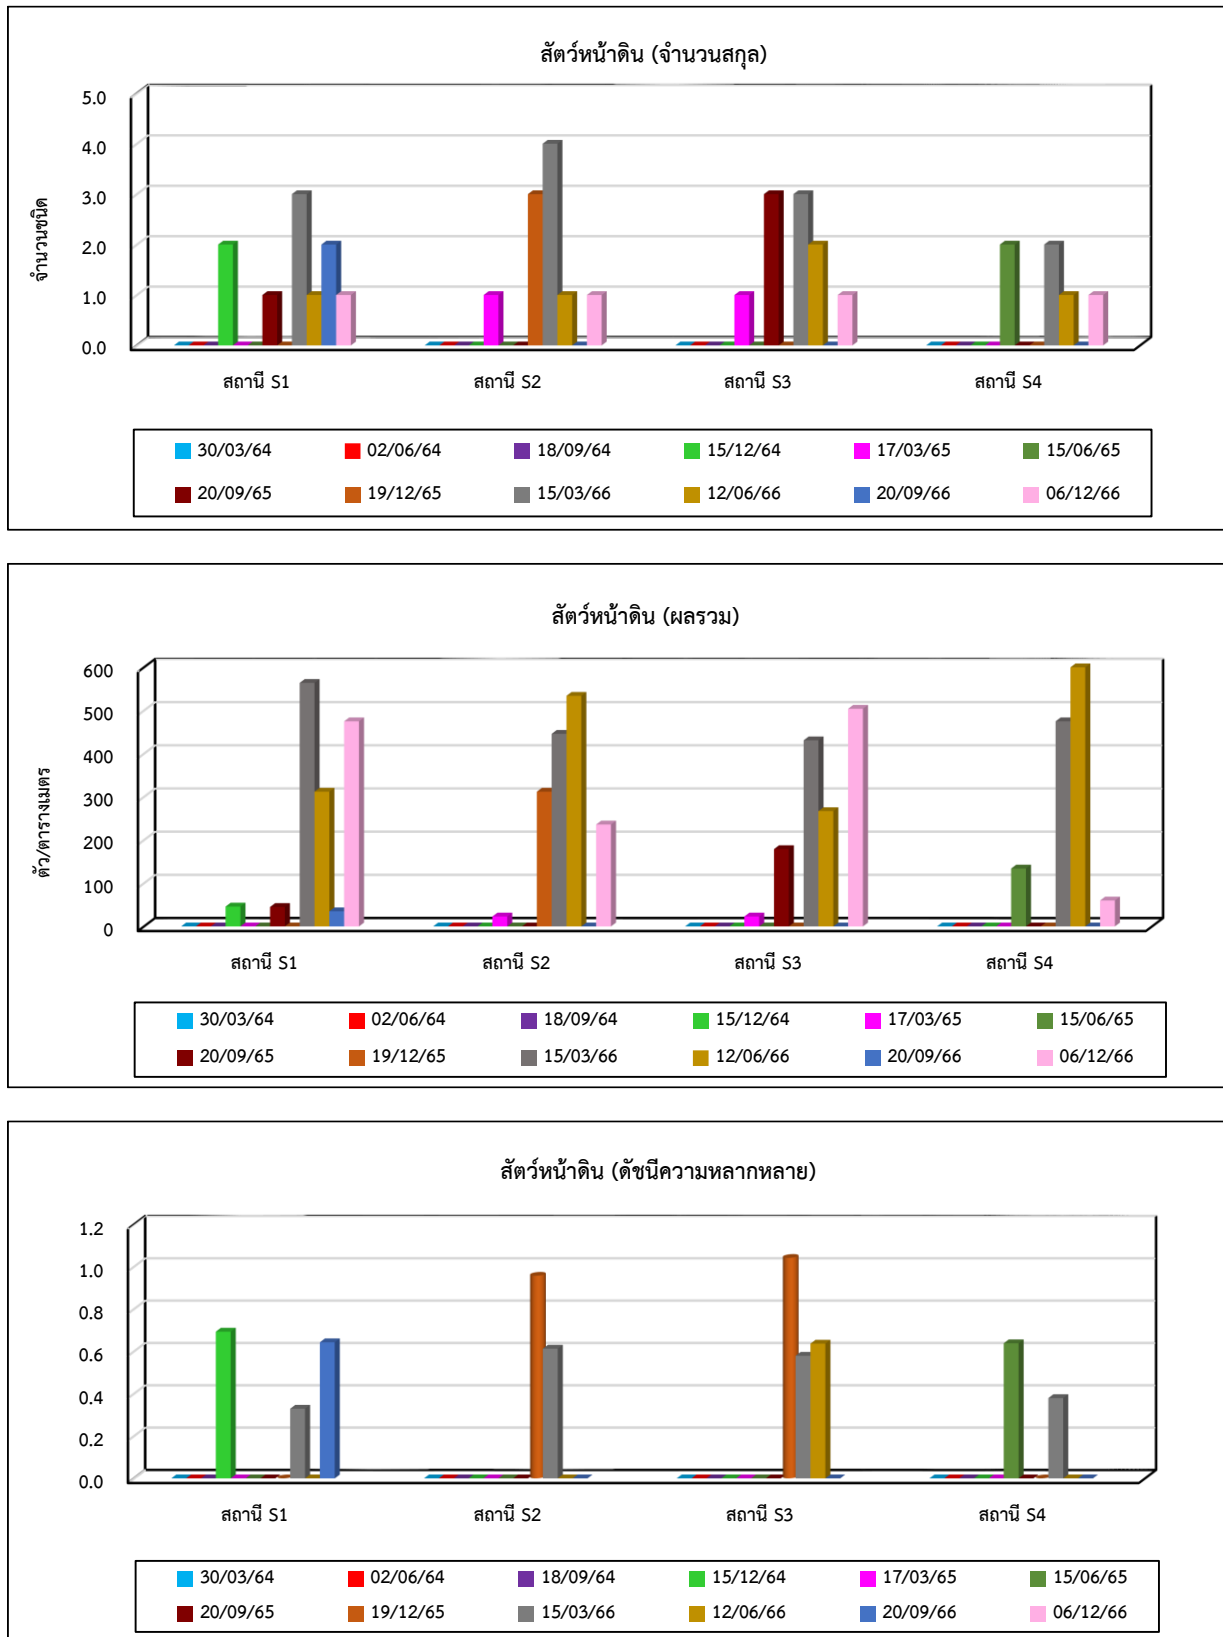 สัตว์หน้าดิน (จำนวนสกุล)
จำนวนชนิด
5.0
4.0
3.0
2.0
1.0
0.0
สถานี S1 สถานี S2 สถานี S3 สถานี S4
30/03/64 02/06/64 18/09/64 15/12/64 17/03/65 15/06/65
20/09/65 19/12/65 15/03/66 12/06/66 20/09/66 06/12/66
สัตว์หน้าดิน (ผลรวม)
ตัว/ตารางเมตร
600
500
400
300
200
100
0
สถานี S1 สถานี S2 สถานี S3 สถานี S4
30/03/64 02/06/64 18/09/64 15/12/64 17/03/65 15/06/65
20/09/65 19/12/65 15/03/66 12/06/66 20/09/66 06/12/66
สัตว์หน้าดิน (ดัชนีความหลากหลาย)
1.2
1.0
0.8
0.6
0.4
0.2
0.0
สถานี S1 สถานี S2 สถานี S3 สถานี S4
30/03/64 02/06/64 18/09/64 15/12/64 17/03/65 15/06/65
20/09/65 19/12/65 15/03/66 12/06/66 20/09/66 06/12/66